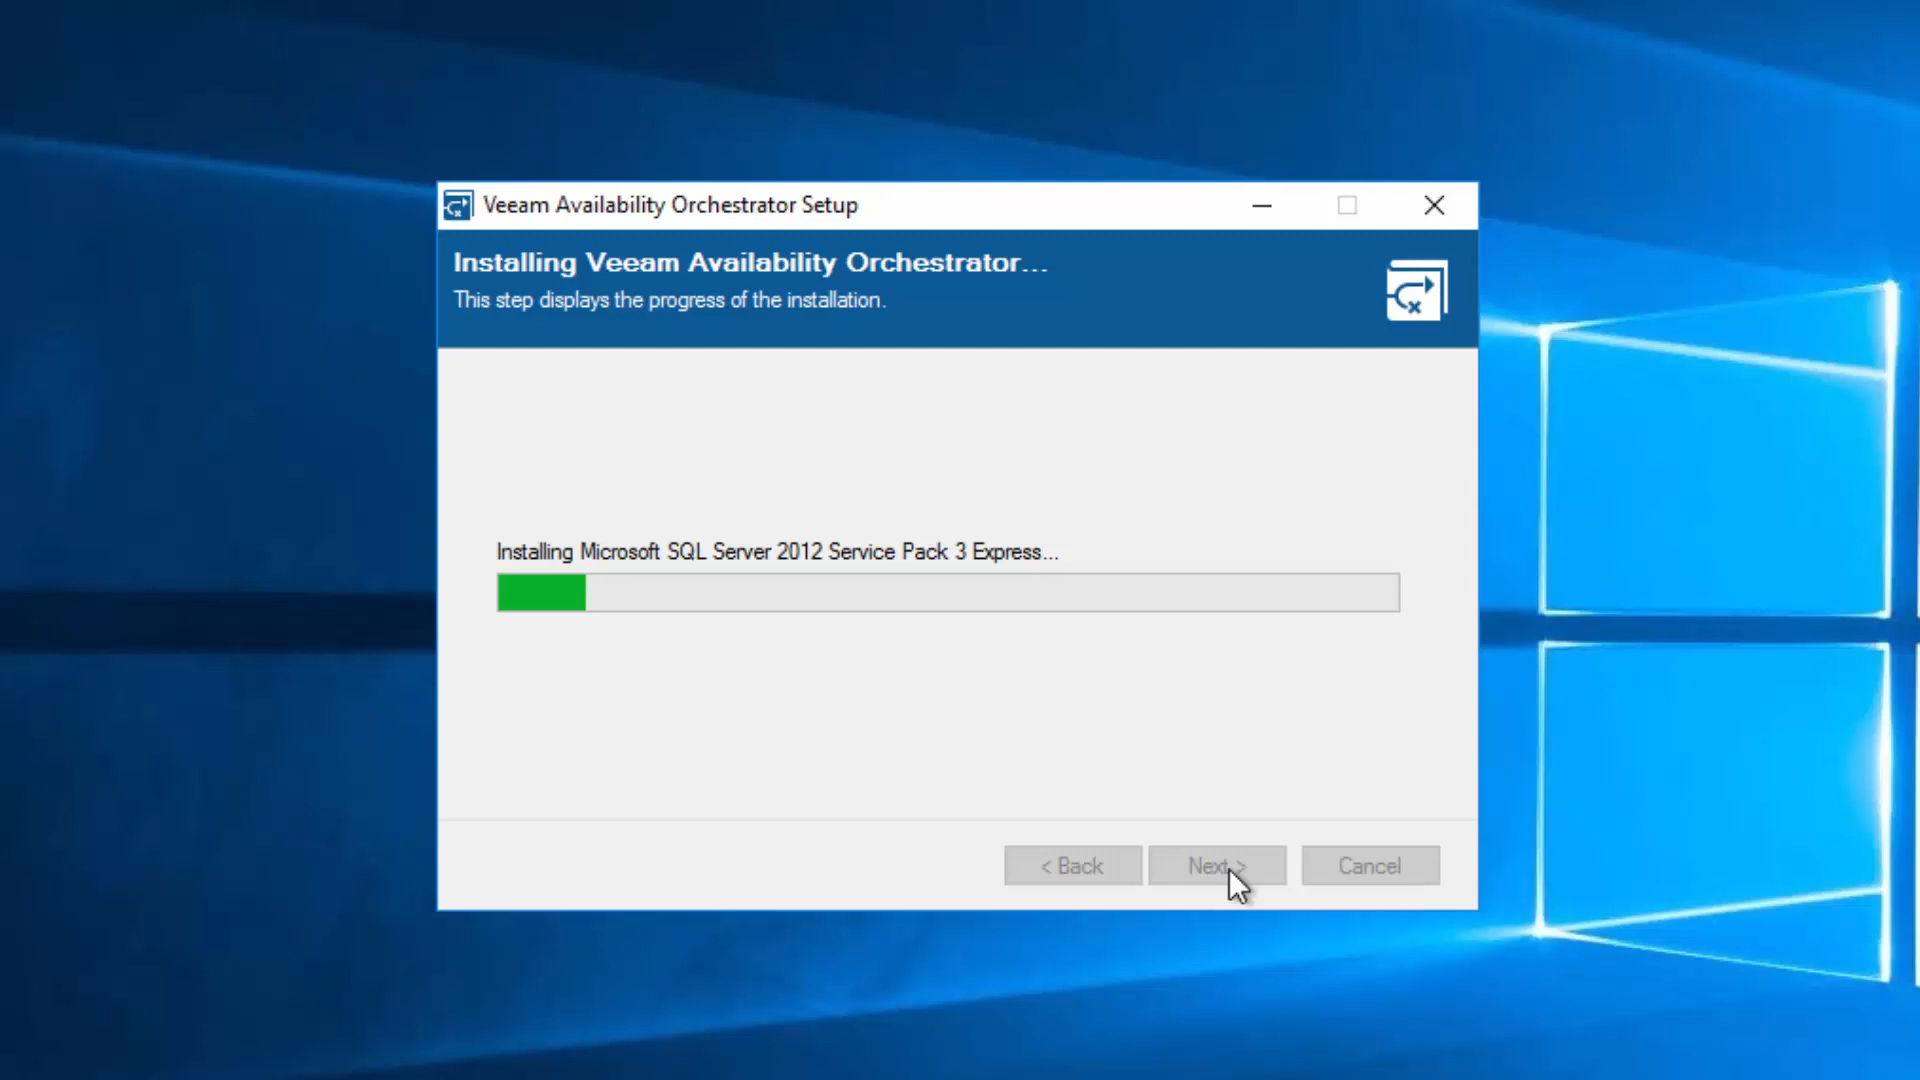 Veeam Availability Orchestrator Setup
Installing Veeam Availability Orchestrator...
This step displays the progress of the installation.
Installing Microsoft SQL Server 2012 Service Pack 3 Express...
< Back
Next >
Cancel